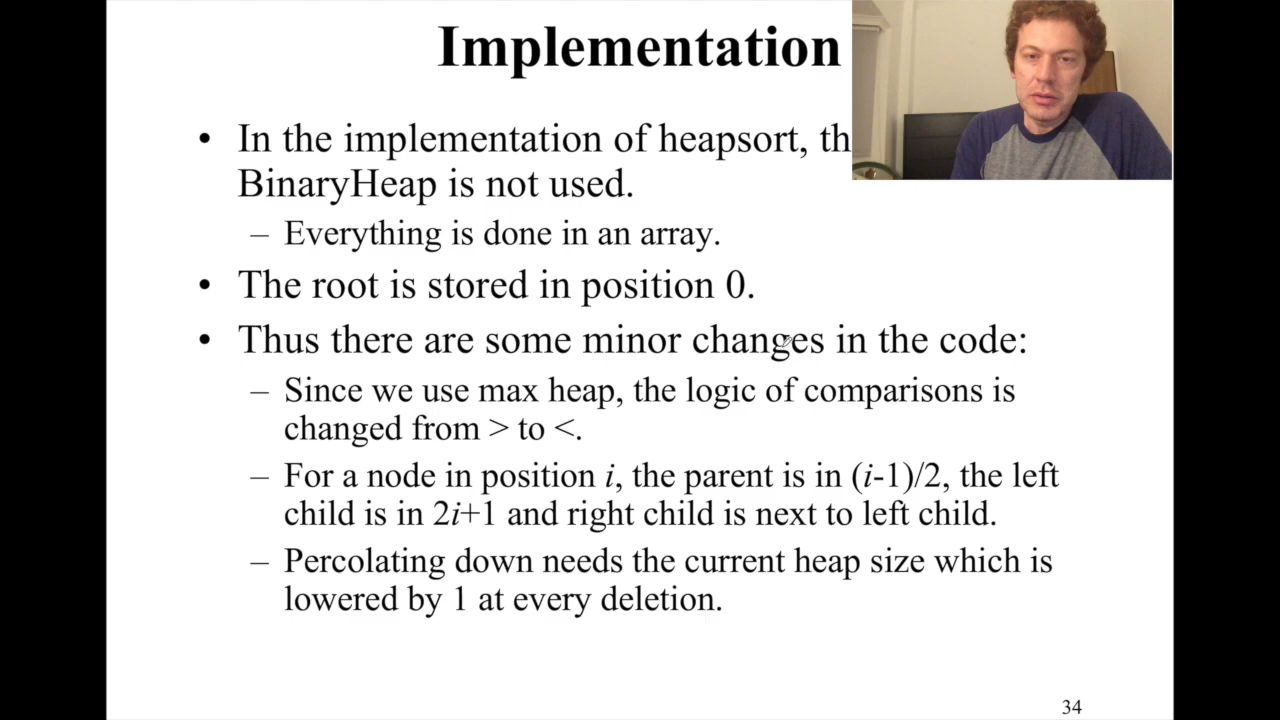 Implementation
• In the implementation of heapsort,
BinaryHeap is not used.
– Everything is done in an array.
• The root is stored in position 0.
• Thus there are some minor changes in the code:
– Since we use max heap, the logic of comparisons is
changed from > to <.
– For a node in position i, the parent is in (i-1)/2, the left
child is in 2i+1 and right child is next to left child.
– Percolating down needs the current heap size which is
lowered by 1 at every deletion.
34